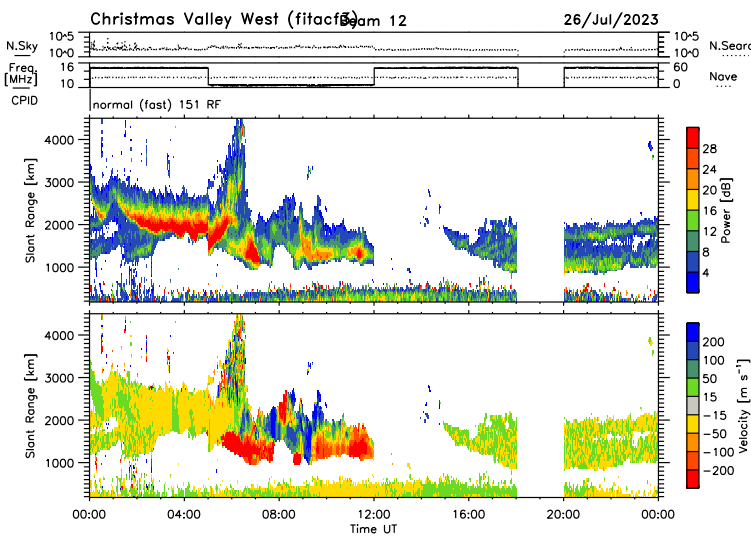 Christmas Valley West (fitacf3) Beam 12 26/Jul/2023
N.Sky 10^5 10^0 10^5 10^0 N.Searc
Freq [MHz] 16 10 60 0 Nave
CPID normal (fast) 151 RF
Slant Range [km] 4000 3000 2000 1000
Power [dB] 28 24 20 16 12 8 4
Slant Range [km] 4000 3000 2000 1000
Velocity [m s⁻¹] 200 100 50 15 -15 -50 -100 -200
00:00 04:00 08:00 12:00 16:00 20:00 00:00
Time UT